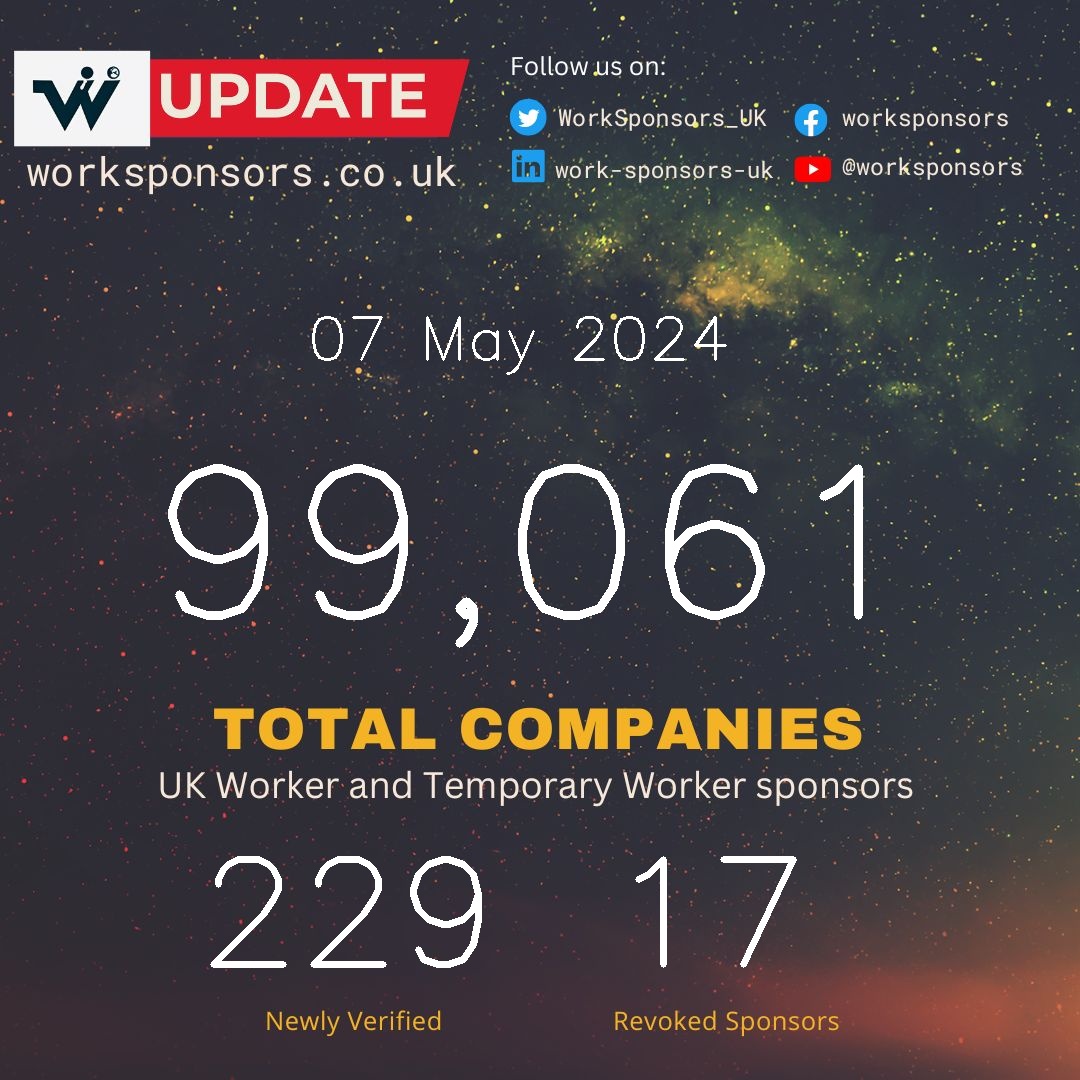 UPDATE
worksponsors.co.uk
Follow us on:
WorkSponsors_UK
worksponsors
work-sponsors-uk
@worksponsors
07 May 2024
99,061
TOTAL COMPANIES
UK Worker and Temporary Worker sponsors
229 17
Newly Verified Revoked Sponsors